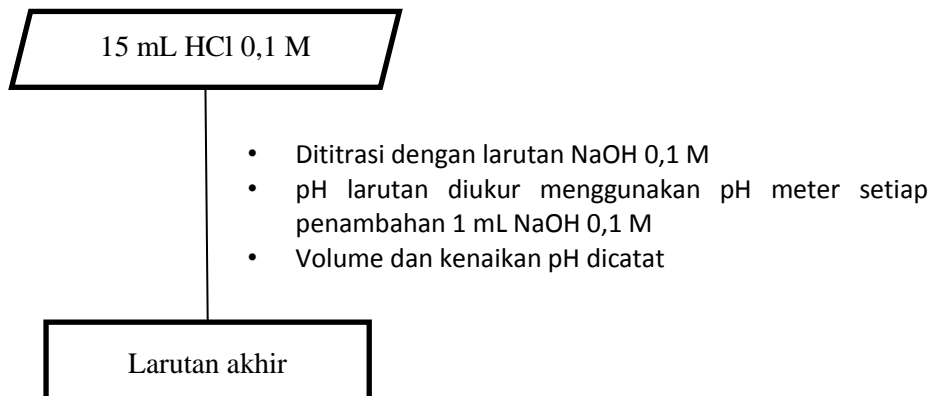 15 mL HCl 0,1 M
• Dititrasi dengan larutan NaOH 0,1 M
• pH larutan diukur menggunakan pH meter setiap
penambahan 1 mL NaOH 0,1 M
• Volume dan kenaikan pH dicatat
Larutan akhir